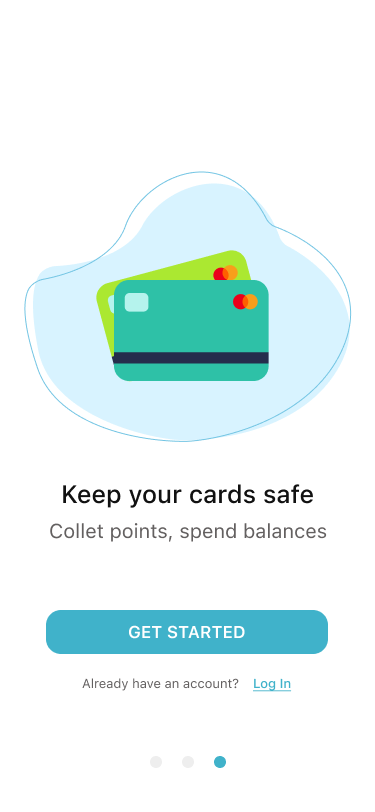 Keep your cards safe
Collet points, spend balances
GET STARTED
Already have an account? Log In